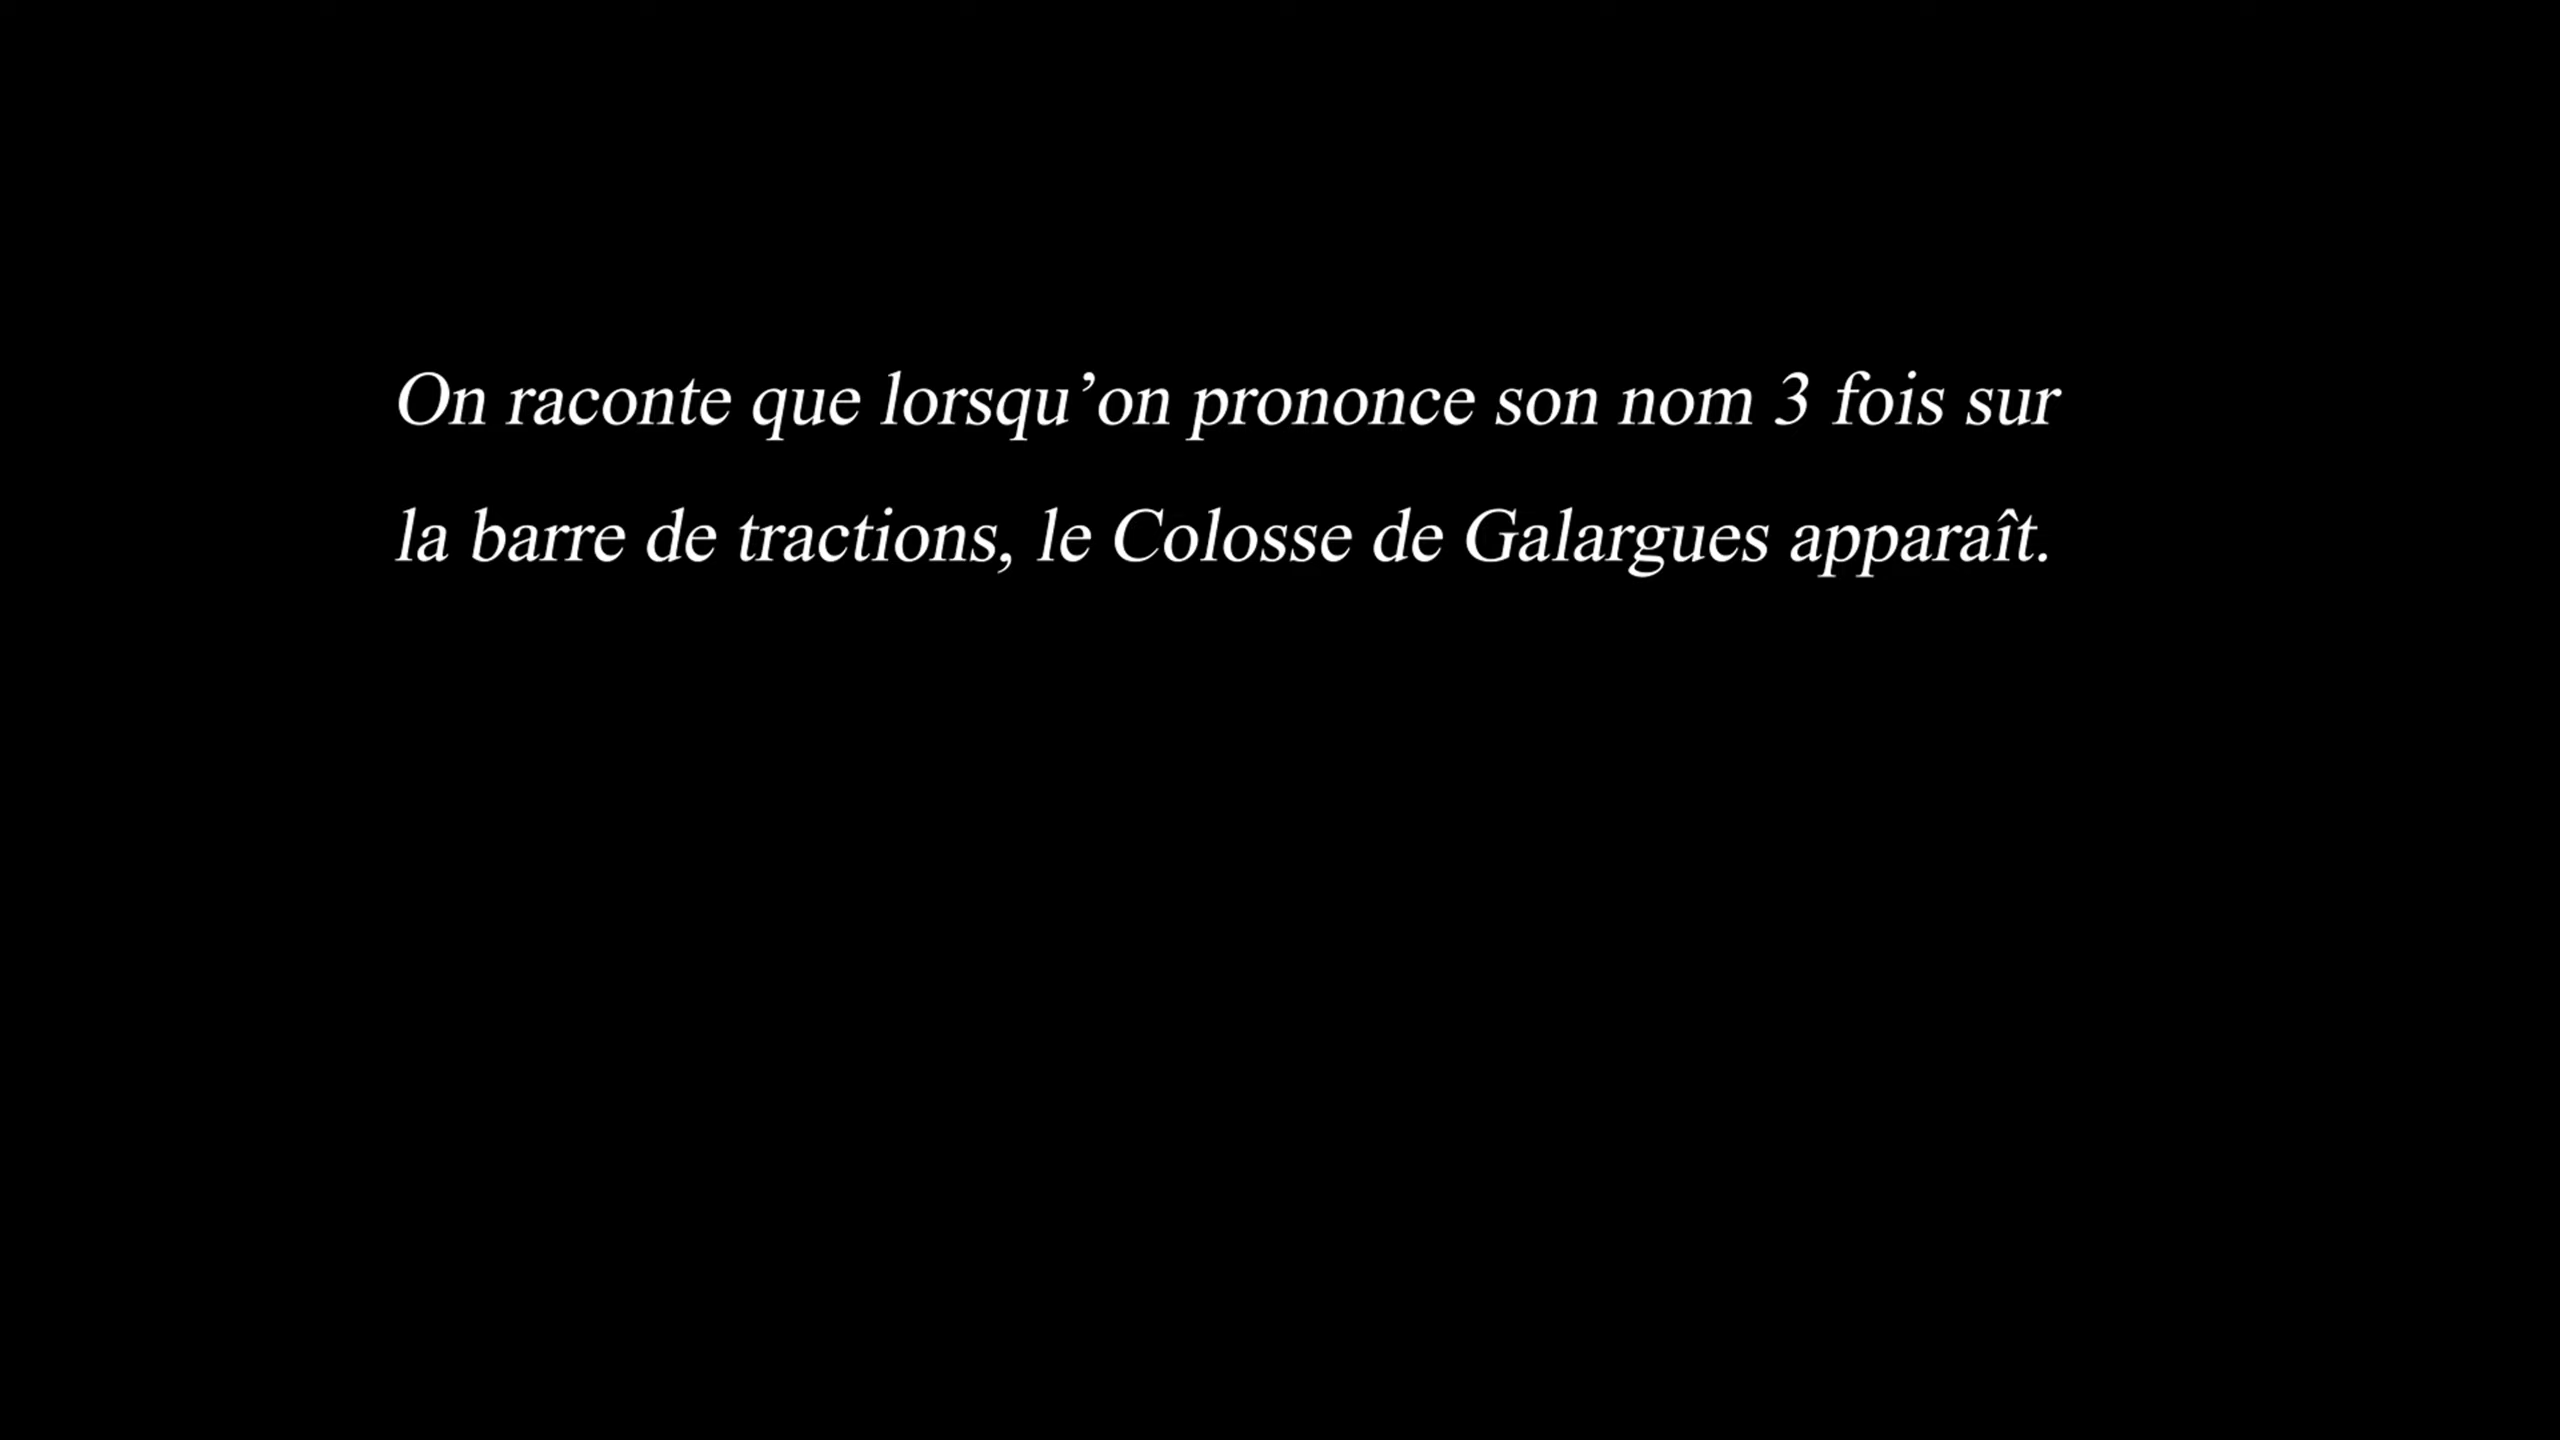 On raconte que lorsqu’on prononce son nom 3 fois sur
la barre de tractions, le Colosse de Galargues apparaît.